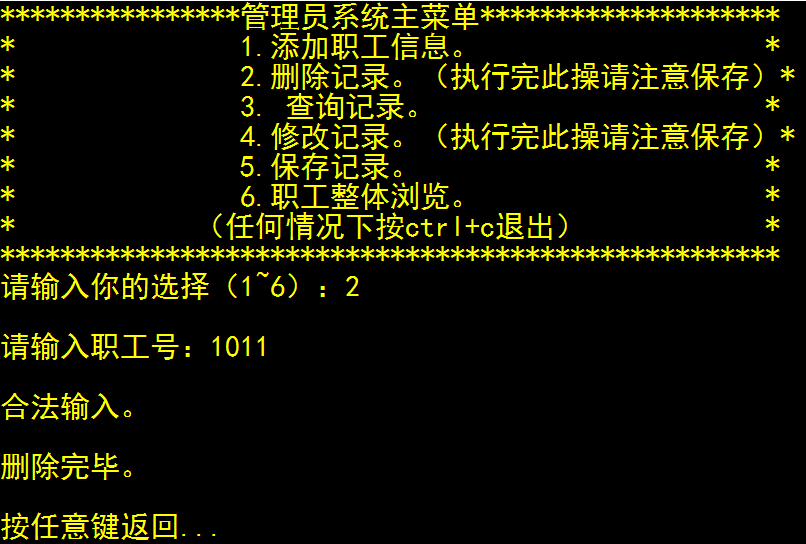 ****************管理员系统主菜单********************
*               1.添加职工信息。                    *
*               2.删除记录。（执行完此操请注意保存）*
*               3. 查询记录。                       *
*               4.修改记录。（执行完此操请注意保存）*
*               5.保存记录。                        *
*               6.职工整体浏览。                    *
*             （任何情况下按ctrl+c退出）            *
****************************************************
请输入你的选择（1~6）：2
请输入职工号：1011
合法输入。
删除完毕。
按任意键返回...